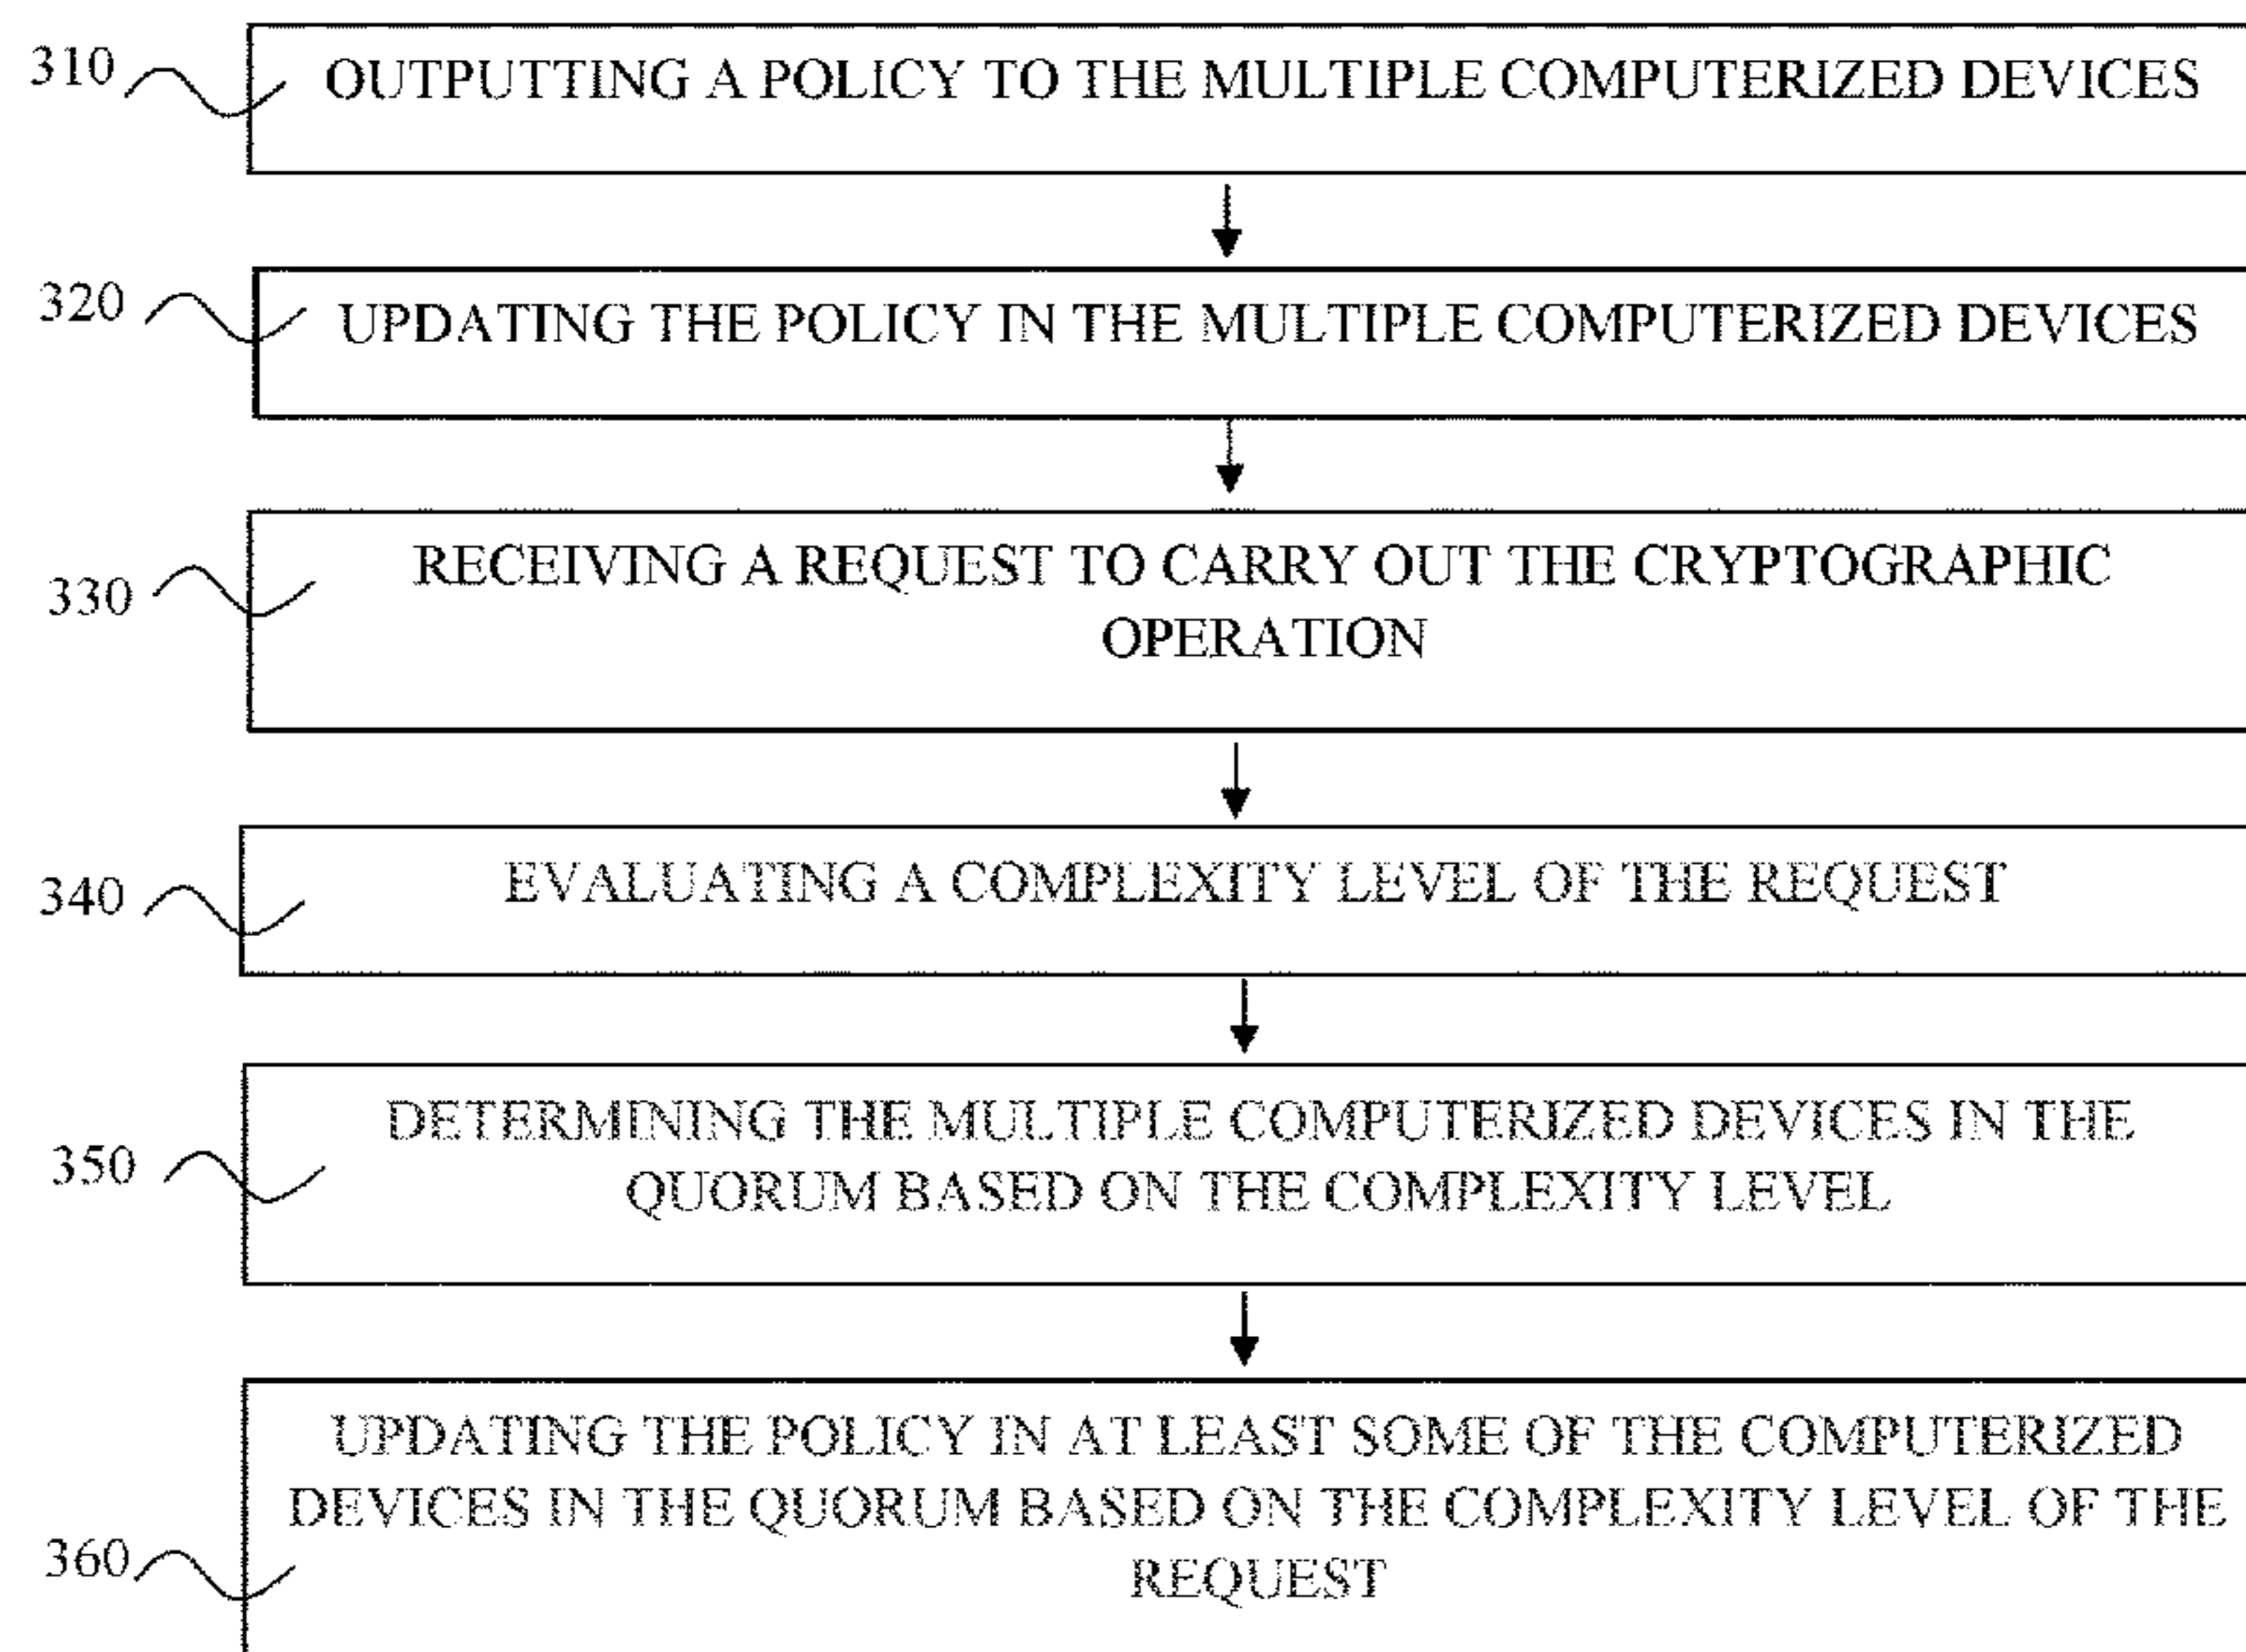 310
OUTPUTTING A POLICY TO THE MULTIPLE COMPUTERIZED DEVICES
320
UPDATING THE POLICY IN THE MULTIPLE COMPUTERIZED DEVICES
330
RECEIVING A REQUEST TO CARRY OUT THE CRYPTOGRAPHIC
OPERATION
340
EVALUATING A COMPLEXITY LEVEL OF THE REQUEST
350
DETERMINING THE MULTIPLE COMPUTERIZED DEVICES IN THE
QUORUM BASED ON THE COMPLEXITY LEVEL
360
UPDATING THE POLICY IN AT LEAST SOME OF THE COMPUTERIZED
DEVICES IN THE QUORUM BASED ON THE COMPLEXITY LEVEL OF THE
REQUEST